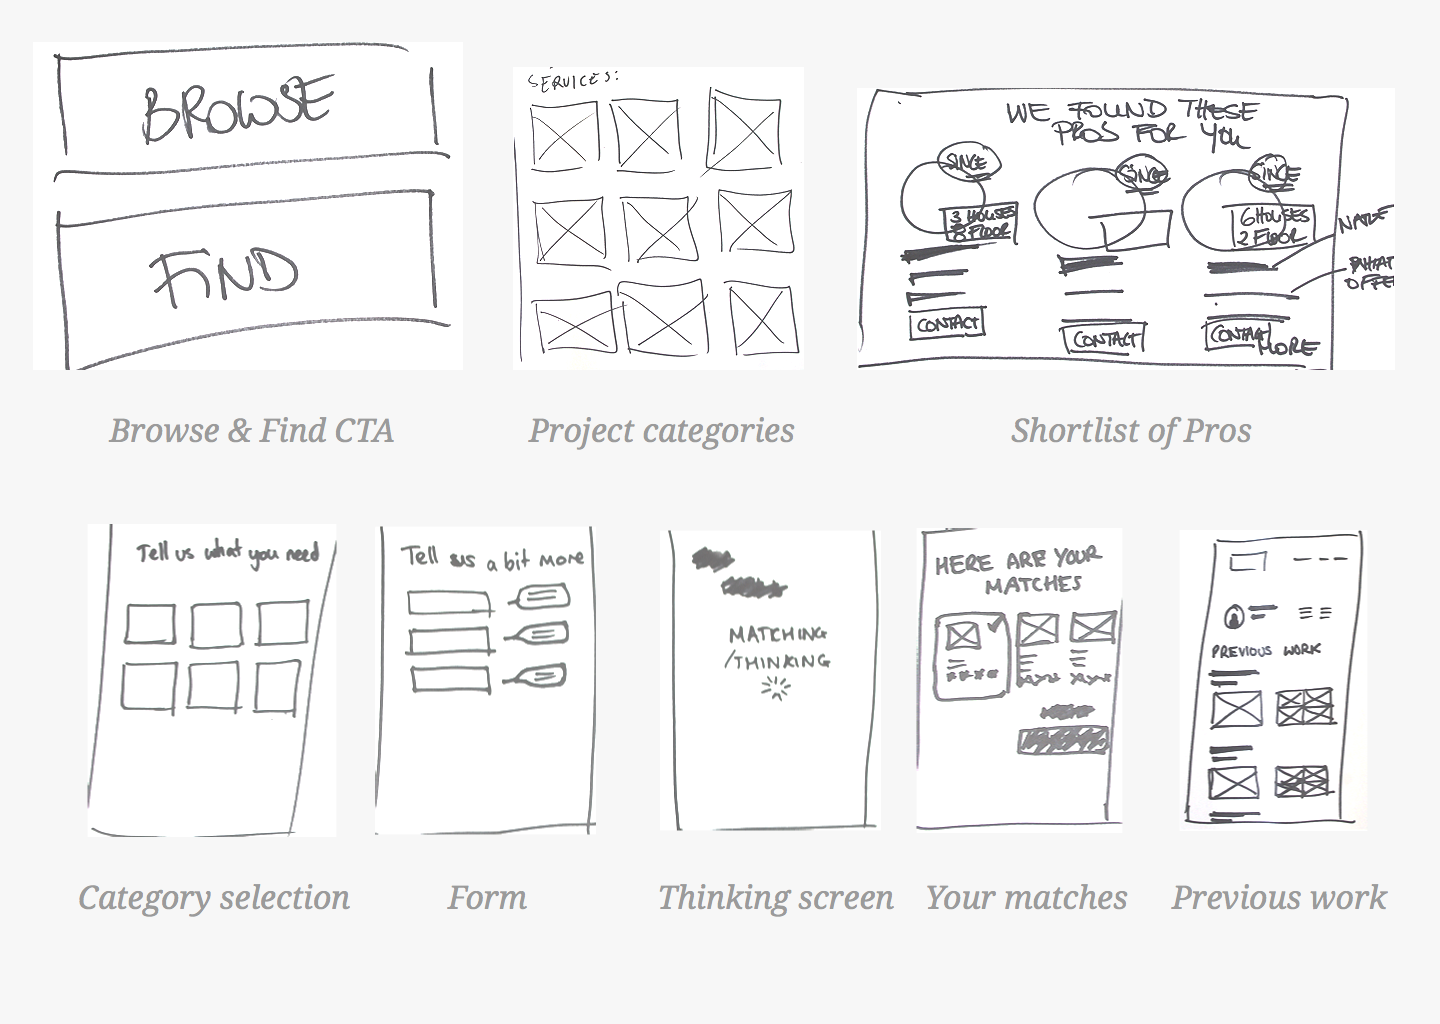 BROWSE
FIND
SERVICES:
WE FOUND THESE
PROS FOR YOU
SINCE
SINCE
SINCE
3 HOUSES
8 FLOOR
6 HOUSES
2 FLOOR
NAME
WHAT
OFFE
CONTACT
CONTACT
CONTACT
MORE
Browse & Find CTA
Project categories
Shortlist of Pros
Tell us what you need
Tell us a bit more
MATCHING
/THINKING
HERE ARE YOUR
MATCHES
PREVIOUS WORK
Category selection
Form
Thinking screen
Your matches
Previous work